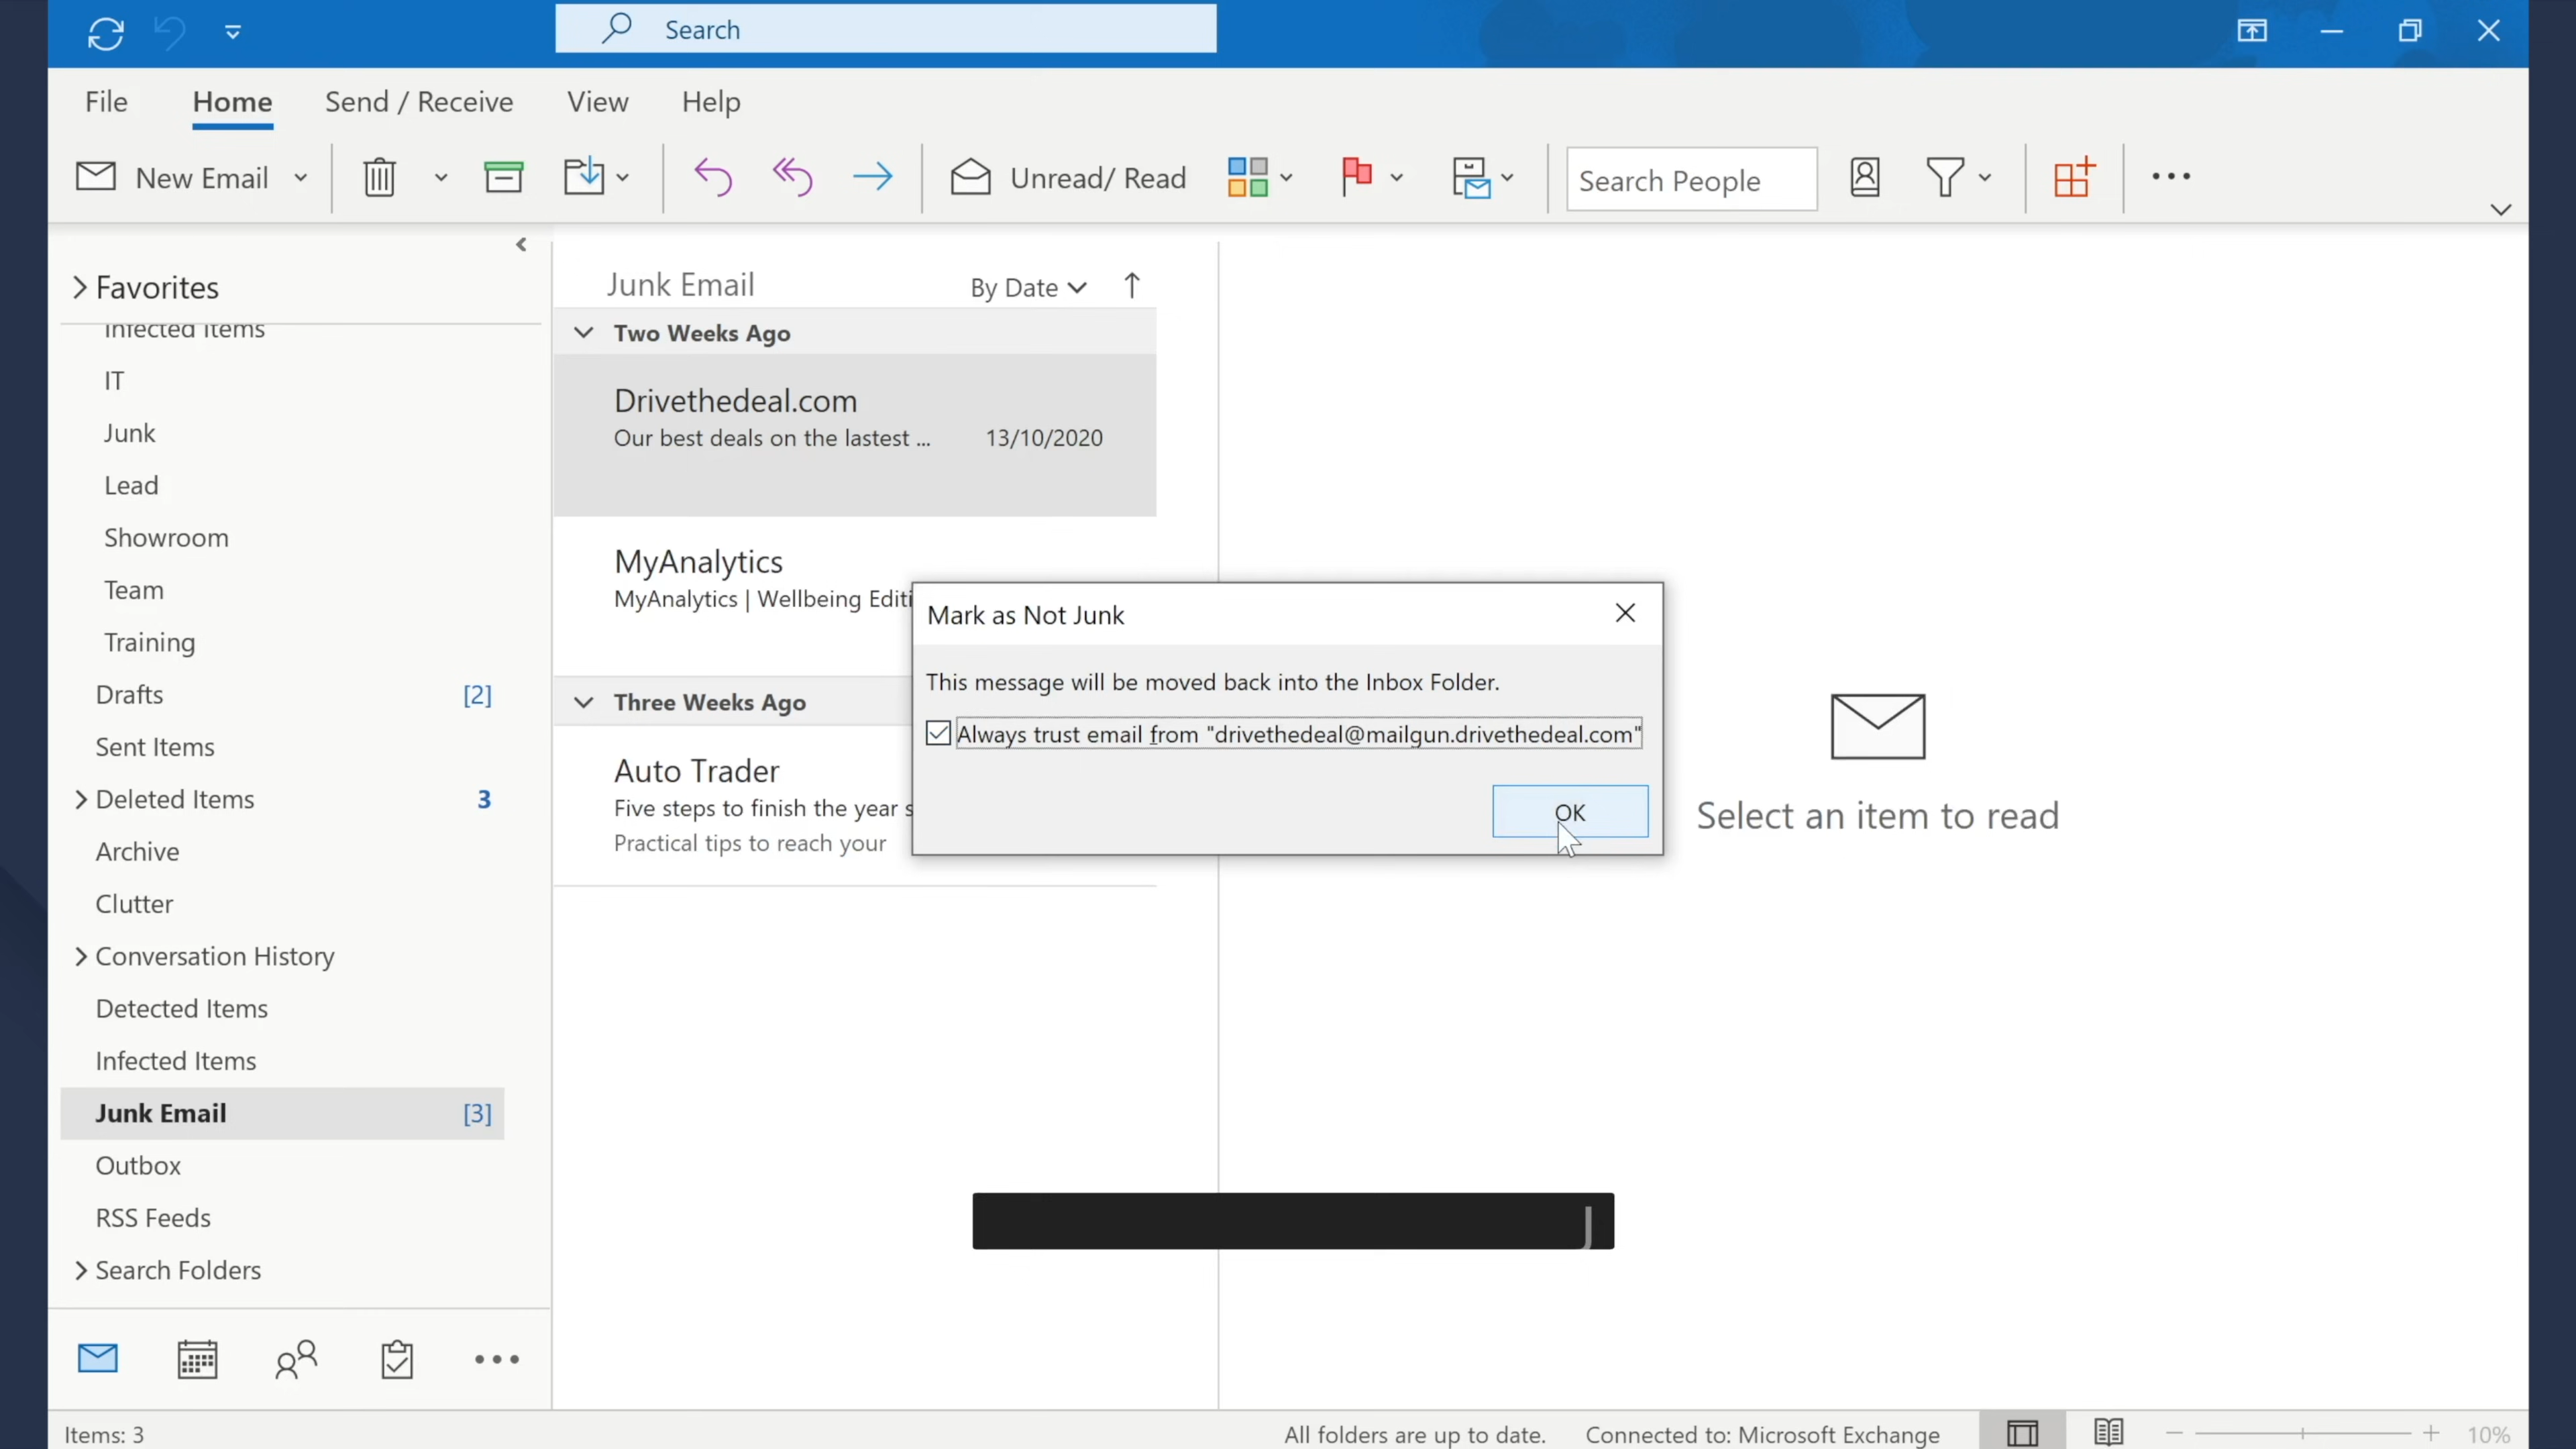 Search
File Home Send / Receive View Help
New Email Unread/ Read Search People
Favorites
Infected Items
IT
Junk
Lead
Showroom
Team
Training
Drafts [2]
Sent Items
Deleted Items 3
Archive
Clutter
Conversation History
Detected Items
Infected Items
Junk Email [3]
Outbox
RSS Feeds
Search Folders
Junk Email By Date
Two Weeks Ago
Drivethedeal.com
Our best deals on the lastest ... 13/10/2020
MyAnalytics
MyAnalytics | Wellbeing Editi
Three Weeks Ago
Auto Trader
Five steps to finish the year s
Practical tips to reach your
Mark as Not Junk
This message will be moved back into the Inbox Folder.
Always trust email from "drivethedeal@mailgun.drivethedeal.com"
OK
Select an item to read
Items: 3 All folders are up to date. Connected to: Microsoft Exchange 10%